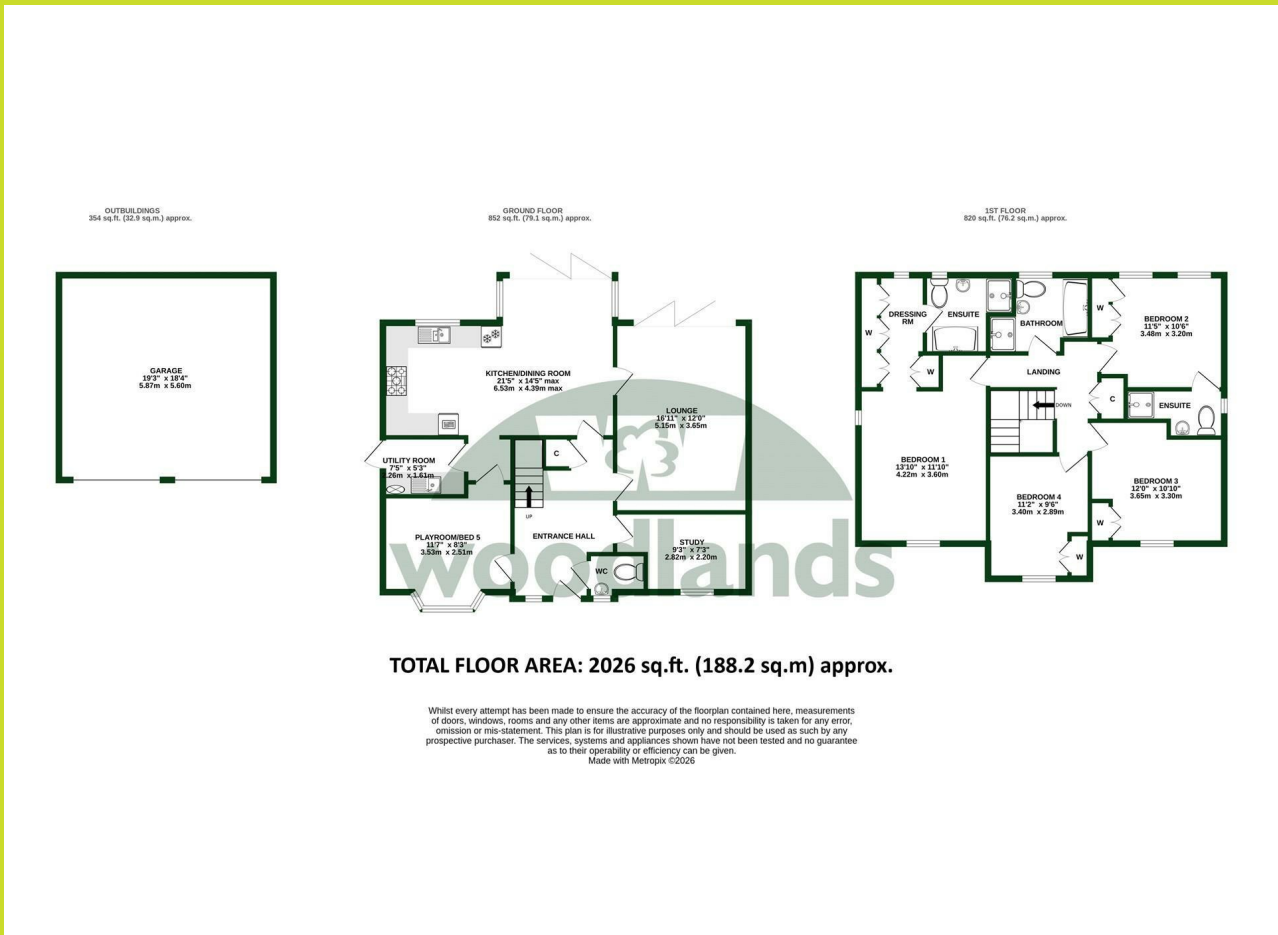 OUTBUILDINGS
354 sq.ft. (32.9 sq.m.) approx.
GROUND FLOOR
852 sq.ft. (79.1 sq.m.) approx.
1ST FLOOR
820 sq.ft. (76.2 sq.m.) approx.
GARAGE
19'3" x 18'4"
5.87m x 5.60m
KITCHEN/DINING ROOM
21'5" x 14'5" max
6.53m x 4.39m max
LOUNGE
16'11" x 12'0"
5.15m x 3.65m
UTILITY ROOM
7'5" x 5'3"
.26m x 1.61m
C
UP
ENTRANCE HALL
PLAYROOM/BED 5
11'7" x 8'3"
3.53m x 2.51m
WC
STUDY
9'3" x 7'3"
2.82m x 2.20m
woodlands
W
DRESSING
RM
ENSUITE
BATHROOM
W
BEDROOM 2
11'5" x 10'6"
3.48m x 3.20m
W
LANDING
DOWN
C
ENSUITE
BEDROOM 1
13'10" x 11'10"
4.22m x 3.60m
BEDROOM 4
11'2" x 9'6"
3.40m x 2.89m
W
BEDROOM 3
12'0" x 10'10"
3.65m x 3.30m
W
TOTAL FLOOR AREA: 2026 sq.ft. (188.2 sq.m) approx.
Whilst every attempt has been made to ensure the accuracy of the floorplan contained here, measurements
of doors, windows, rooms and any other items are approximate and no responsibility is taken for any error,
omission or mis-statement. This plan is for illustrative purposes only and should be used as such by any
prospective purchaser. The services, systems and appliances shown have not been tested and no guarantee
as to their operability or efficiency can be given.
Made with Metropix ©2026